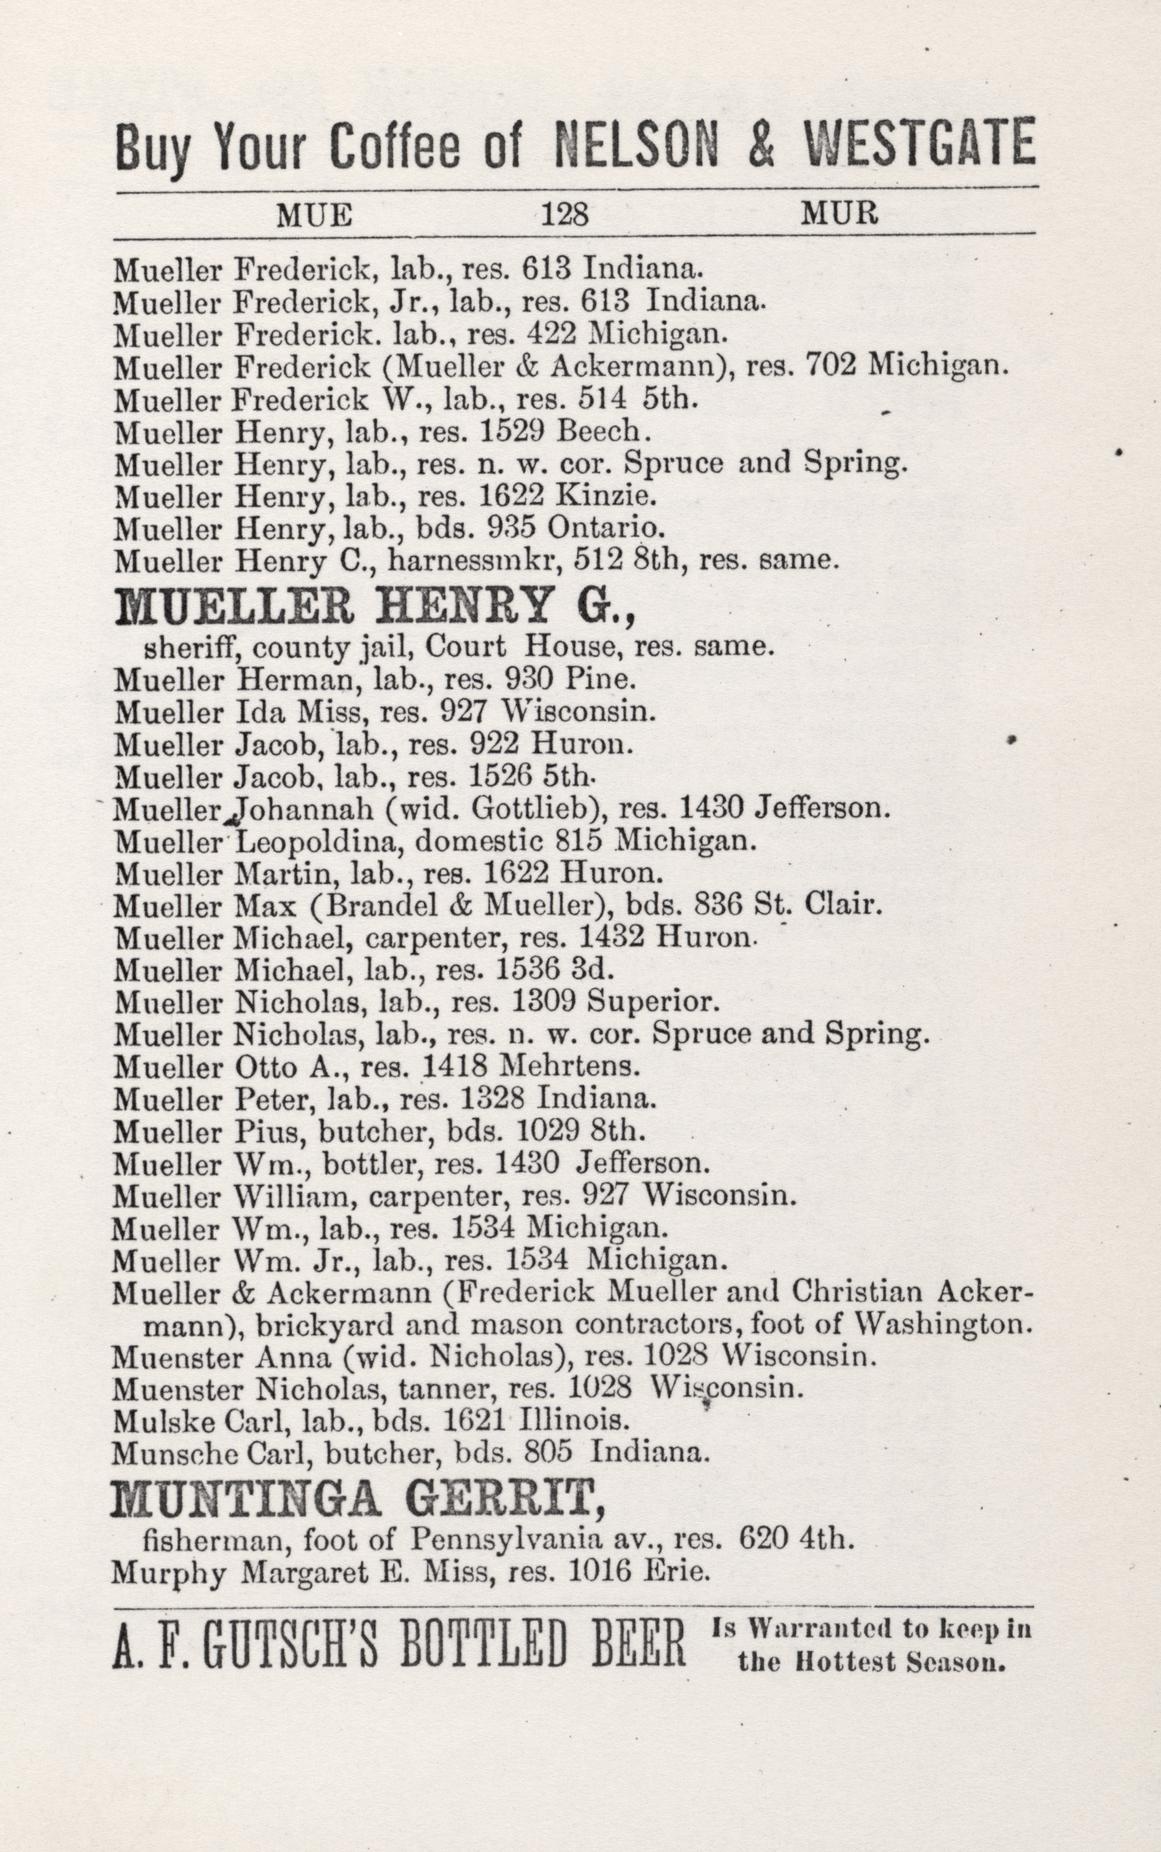 Buy Your Coffee of NELSON & WESTGATE
MUE 128 MUR
Mueller Frederick, lab., res. 613 Indiana.
Mueller Frederick, Jr., lab., res. 613 Indiana.
Mueller Frederick. lab., res. 422 Michigan.
Mueller Frederick (Mueller & Ackermann), res. 702 Michigan.
Mueller Frederick W., lab., res. 514 5th.
Mueller Henry, lab., res. 1529 Beech.
Mueller Henry, lab., res. n. w. cor. Spruce and Spring.
Mueller Henry, lab., res. 1622 Kinzie.
Mueller Henry, lab., bds. 935 Ontario.
Mueller Henry C., harnessmkr, 512 8th, res. same.
MUELLER HENRY G.,
sheriff, county jail, Court House, res. same.
Mueller Herman, lab., res. 930 Pine.
Mueller Ida Miss, res. 927 Wisconsin.
Mueller Jacob, lab., res. 922 Huron.
Mueller Jacob, lab., res. 1526 5th.
Mueller Johannah (wid. Gottlieb), res. 1430 Jefferson.
Mueller Leopoldina, domestic 815 Michigan.
Mueller Martin, lab., res. 1622 Huron.
Mueller Max (Brandel & Mueller), bds. 836 St. Clair.
Mueller Michael, carpenter, res. 1432 Huron.
Mueller Michael, lab., res. 1536 3d.
Mueller Nicholas, lab., res. 1309 Superior.
Mueller Nicholas, lab., res. n. w. cor. Spruce and Spring.
Mueller Otto A., res. 1418 Mehrtens.
Mueller Peter, lab., res. 1328 Indiana.
Mueller Pius, butcher, bds. 1029 8th.
Mueller Wm., bottler, res. 1430 Jefferson.
Mueller William, carpenter, res. 927 Wisconsin.
Mueller Wm., lab., res. 1534 Michigan.
Mueller Wm. Jr., lab., res. 1534 Michigan.
Mueller & Ackermann (Frederick Mueller and Christian Acker-
mann), brickyard and mason contractors, foot of Washington.
Muenster Anna (wid. Nicholas), res. 1028 Wisconsin.
Muenster Nicholas, tanner, res. 1028 Wisconsin.
Mulske Carl, lab., bds. 1621 Illinois.
Munsche Carl, butcher, bds. 805 Indiana.
MUNTINGA GERRIT,
fisherman, foot of Pennsylvania av., res. 620 4th.
Murphy Margaret E. Miss, res. 1016 Erie.
A. F. GUTSCH'S BOTTLED BEER Is Warranted to keep in
the Hottest Season.